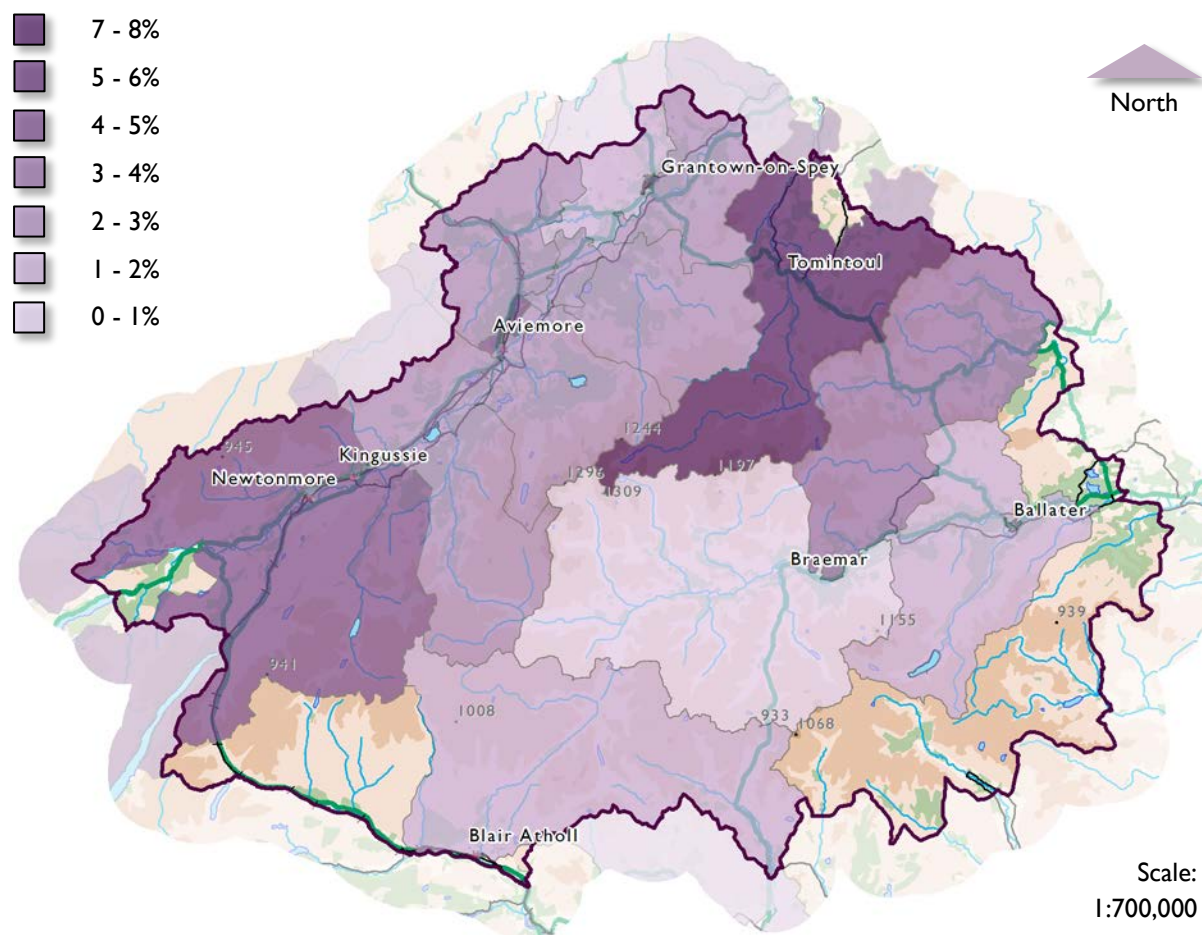 7 - 8%
5 - 6%
4 - 5%
3 - 4%
2 - 3%
1 - 2%
0 - 1%
North
Grantown-on-Spey
Tomintoul
Aviemore
1244
945
Kingussie
1296
1197
Newtonmore
1309
Ballater
Braemar
1155
939
941
1008
933
1068
Blair Atholl
Scale:
1:700,000